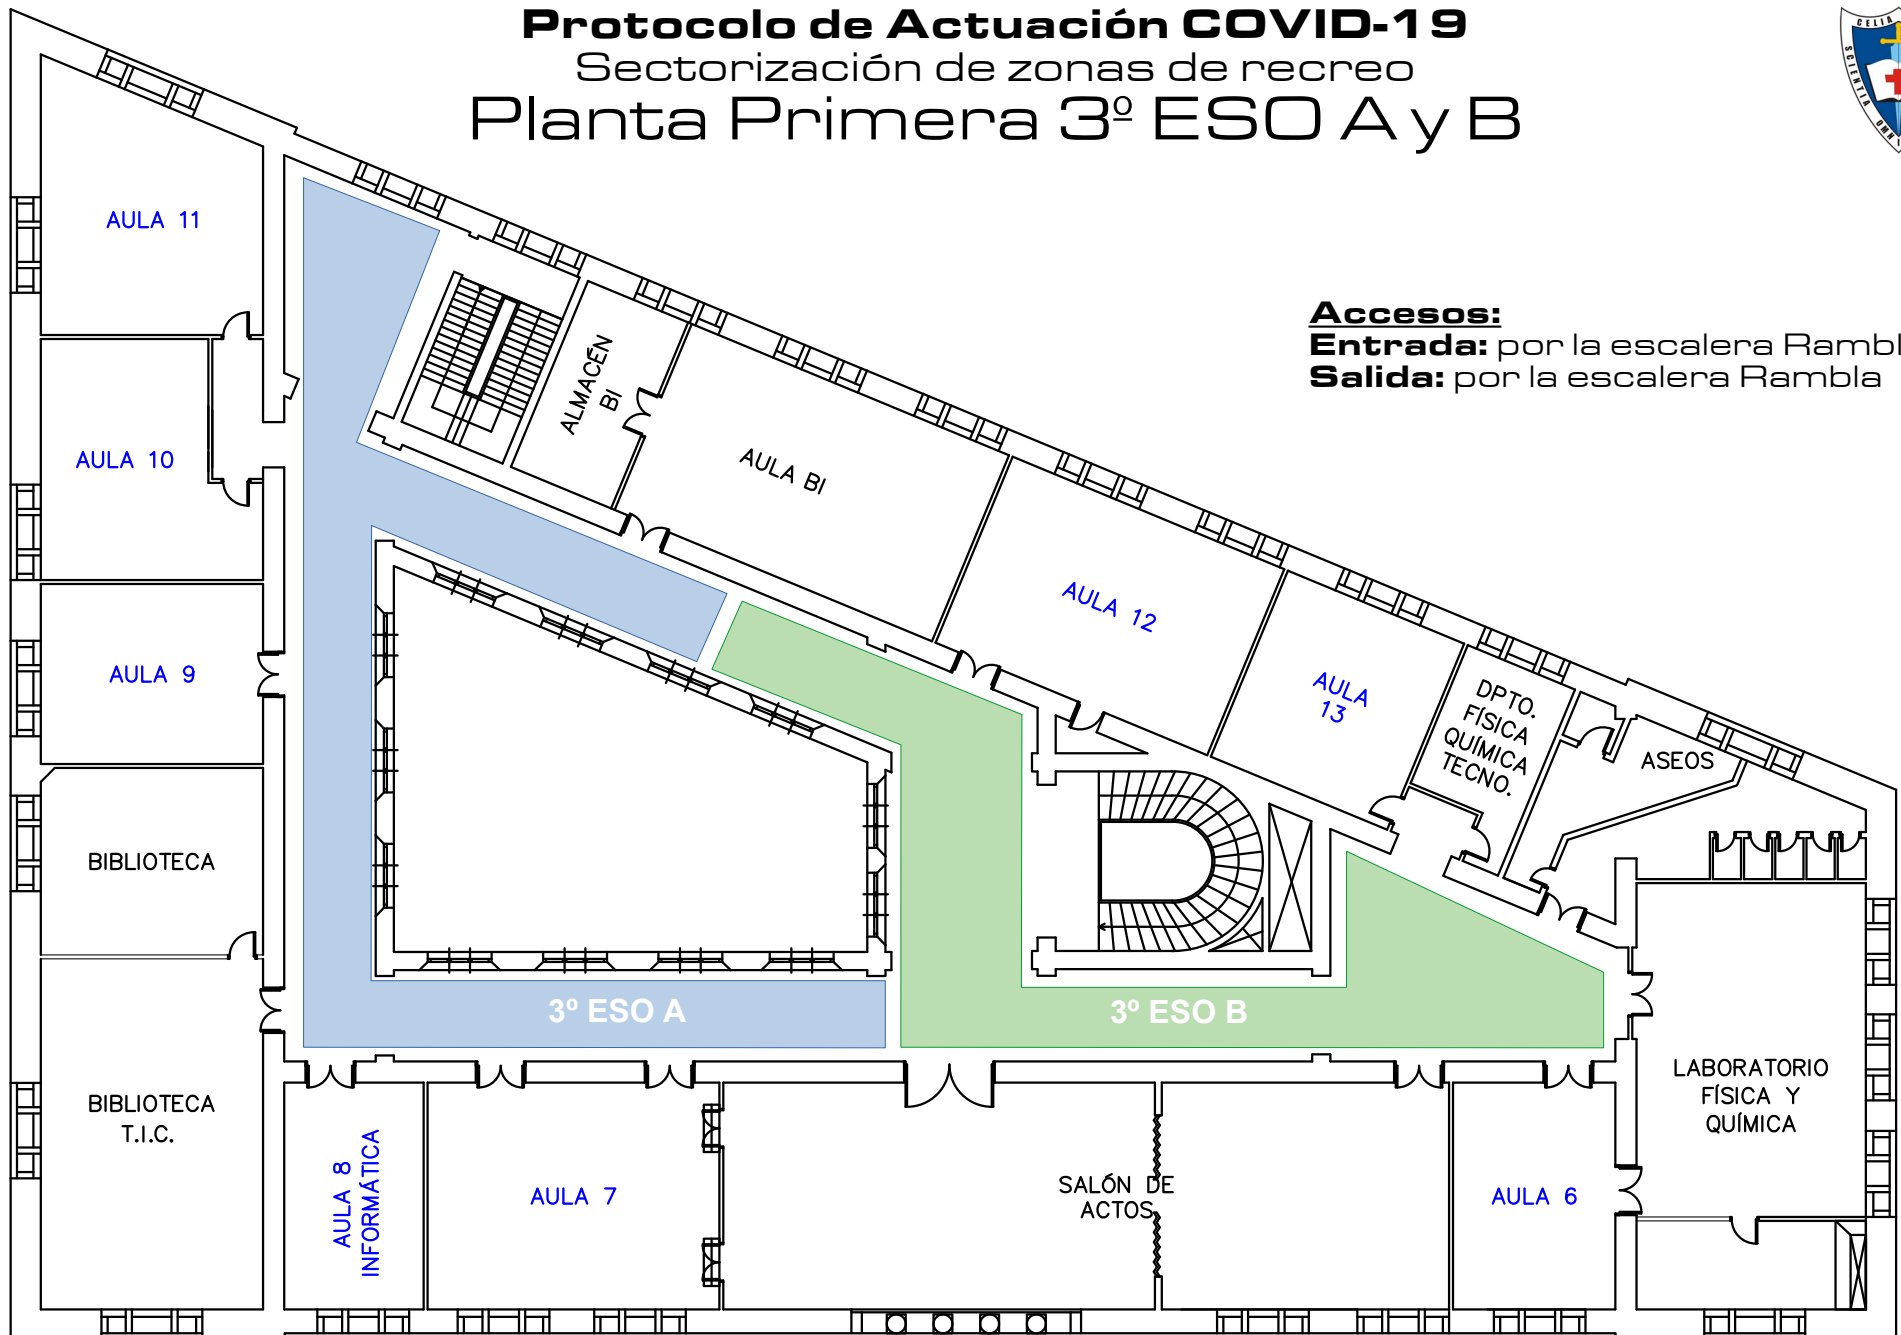 Protocolo de Actuación COVID-19
Sectorización de zonas de recreo
Planta Primera 3º ESO A y B
CELIA
SCIENTIA
OMNI
Accesos:
Entrada: por la escalera Rambl
Salida: por la escalera Rambla
AULA 11
ALMACÉN
BI
AULA 10
AULA BI
AULA 12
AULA 9
AULA
13
DPTO.
FÍSICA
QUÍMICA
TECNO.
ASEOS
BIBLIOTECA
3º ESO A
3º ESO B
BIBLIOTECA
T.I.C.
LABORATORIO
FÍSICA Y
QUÍMICA
AULA 8
INFORMÁTICA
AULA 7
SALÓN DE
ACTOS
AULA 6